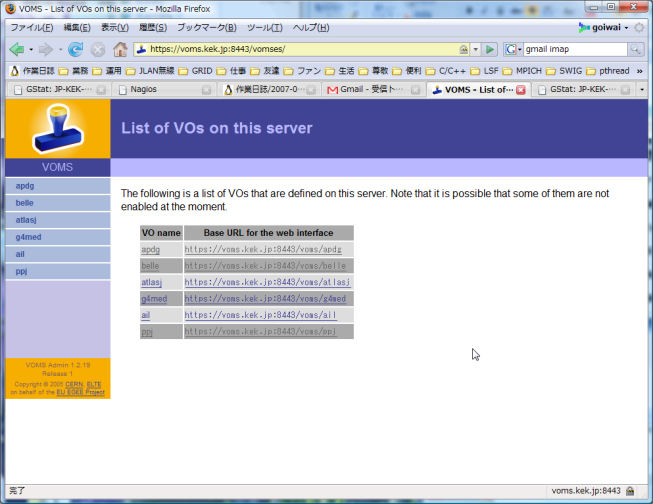 VOMS - List of VOs on this server - Mozilla Firefox
ファイル(F) 編集(E) 表示(V) 履歴(S) ブックマーク(B) ツール(T) ヘルプ(H)
goiwai
https://voms.kek.jp:8443/vomses/
gmail imap
作業日誌 業務 運用 JLAN無線 GRID 仕事 友達 ファン 生活 尊敬 便利 C/C++ LSF MPICH SWIG pthread »
GStat: JP-KEK-··· Nagios 作業日誌/2007-0··· Gmail - 受信ト··· VOMS - List of··· GStat: JP-KEK-···
List of VOs on this server
VOMS
apdg
belle
atlasj
g4med
ail
ppj
The following is a list of VOs that are defined on this server. Note that it is possible that some of them are not
enabled at the moment.
VO name Base URL for the web interface
apdg https://voms.kek.jp:8443/voms/apdg
belle https://voms.kek.jp:8443/voms/belle
atlasj https://voms.kek.jp:8443/voms/atlasj
g4med https://voms.kek.jp:8443/voms/g4med
ail https://voms.kek.jp:8443/voms/ail
ppj https://voms.kek.jp:8443/voms/ppj
VOMS Admin 1.2.19
Release:1
Copyright © 2005 CERN, ELTE
on behalf of the EU EGEE Project
完了
voms.kek.jp:8443